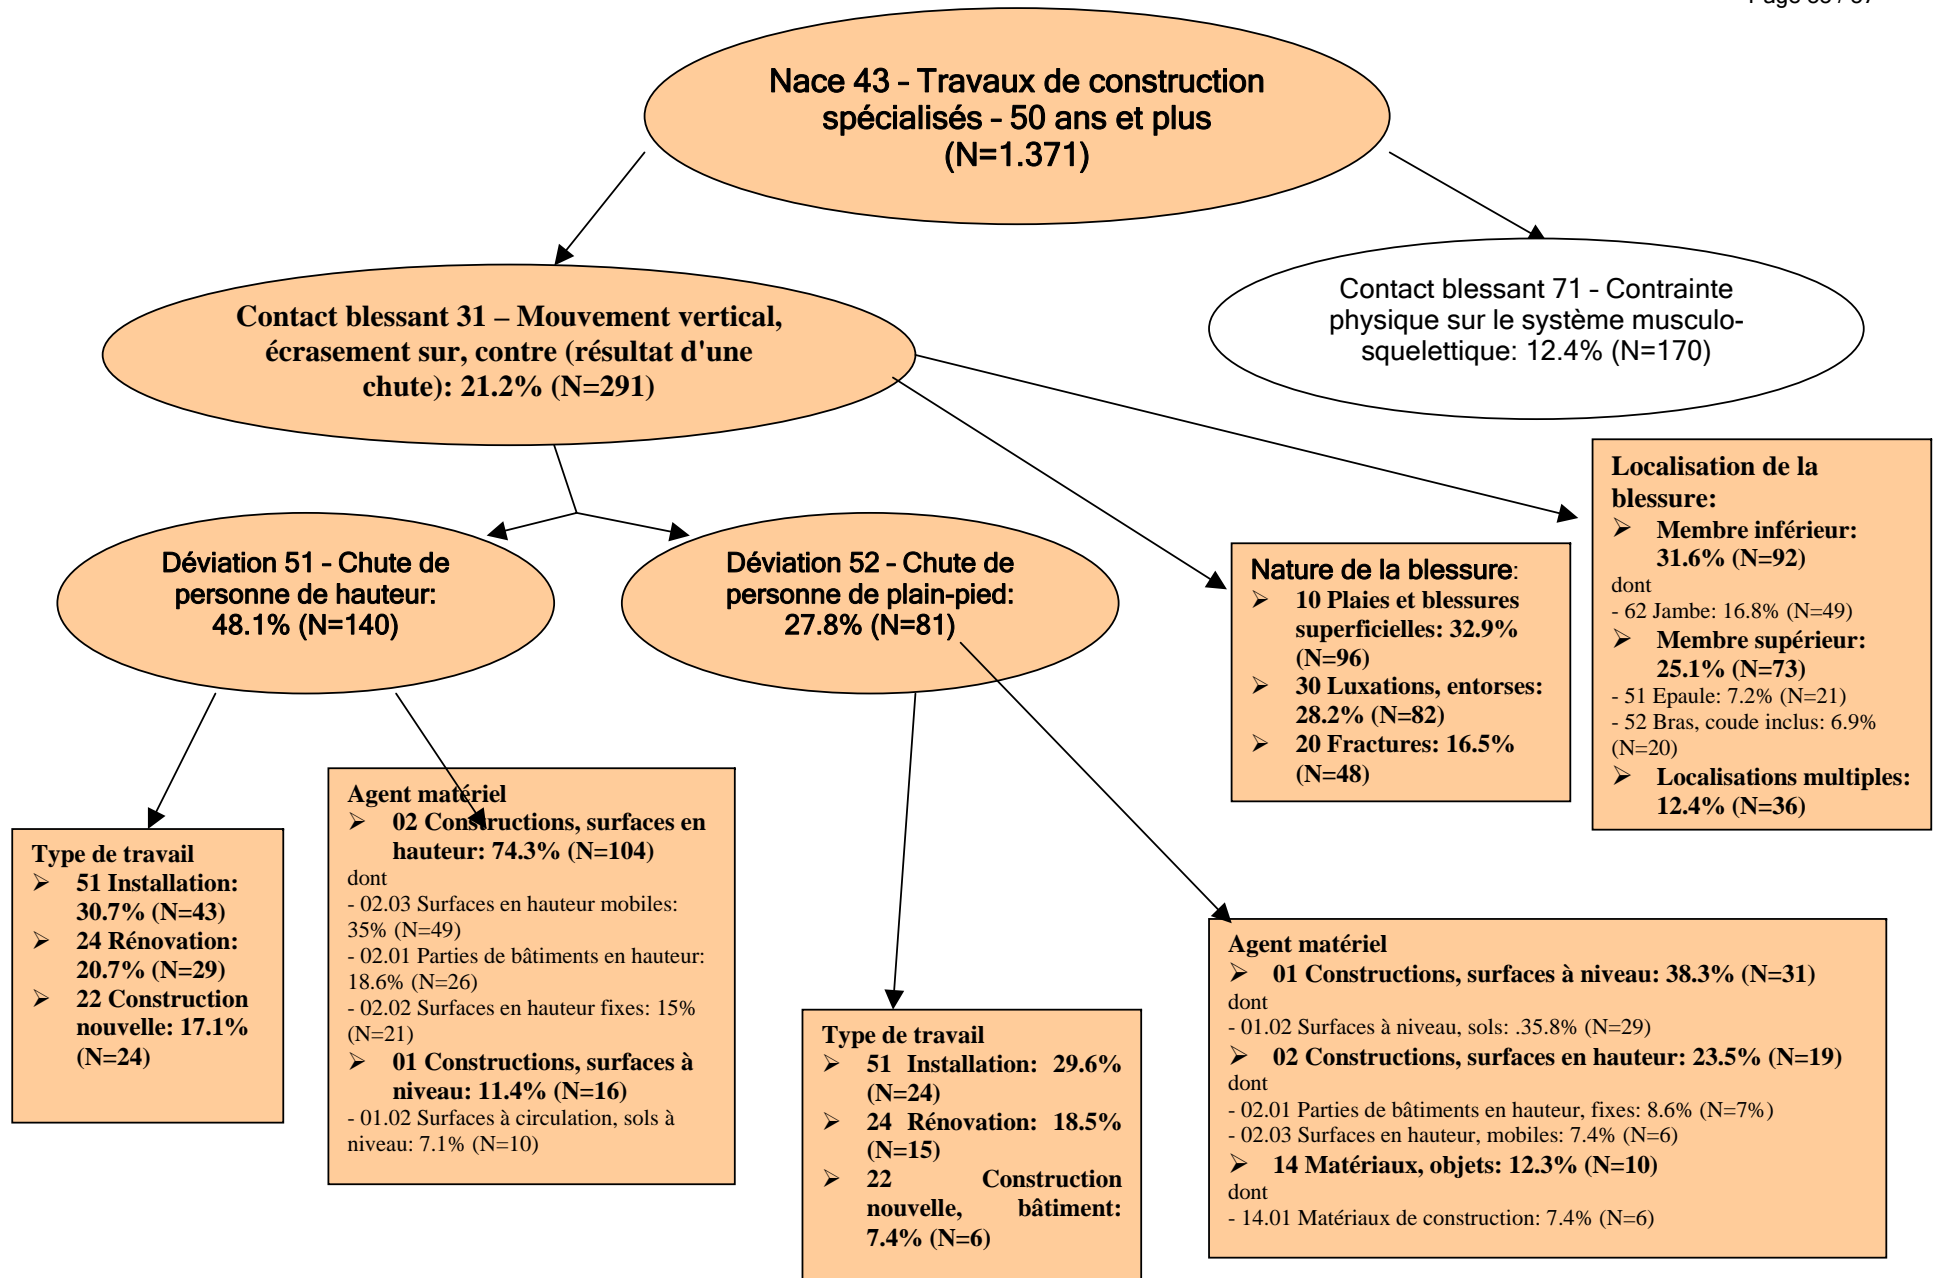 Nace 43 - Travaux de construction
spécialisés - 50 ans et plus
(N=1.371)
Contact blessant 31 – Mouvement vertical,
écrasement sur, contre (résultat d'une
chute): 21.2% (N=291)
Contact blessant 71 - Contrainte
physique sur le système musculo-
squelettique: 12.4% (N=170)
Déviation 51 - Chute de
personne de hauteur:
48.1% (N=140)
Déviation 52 - Chute de
personne de plain-pied:
27.8% (N=81)
Nature de la blessure:
➢ 10 Plaies et blessures
superficielles: 32.9%
(N=96)
➢ 30 Luxations, entorses:
28.2% (N=82)
➢ 20 Fractures: 16.5%
(N=48)
Localisation de la
blessure:
➢ Membre inférieur:
31.6% (N=92)
dont
- 62 Jambe: 16.8% (N=49)
➢ Membre supérieur:
25.1% (N=73)
- 51 Epaule: 7.2% (N=21)
- 52 Bras, coude inclus: 6.9%
(N=20)
➢ Localisations multiples:
12.4% (N=36)
Type de travail
➢ 51 Installation:
30.7% (N=43)
➢ 24 Rénovation:
20.7% (N=29)
➢ 22 Construction
nouvelle: 17.1%
(N=24)
Agent matériel
➢ 02 Constructions, surfaces en
hauteur: 74.3% (N=104)
dont
- 02.03 Surfaces en hauteur mobiles:
35% (N=49)
- 02.01 Parties de bâtiments en hauteur:
18.6% (N=26)
- 02.02 Surfaces en hauteur fixes: 15%
(N=21)
➢ 01 Constructions, surfaces à
niveau: 11.4% (N=16)
- 01.02 Surfaces à circulation, sols à
niveau: 7.1% (N=10)
Type de travail
➢ 51 Installation: 29.6%
(N=24)
➢ 24 Rénovation: 18.5%
(N=15)
➢ 22 Construction
nouvelle, bâtiment:
7.4% (N=6)
Agent matériel
➢ 01 Constructions, surfaces à niveau: 38.3% (N=31)
dont
- 01.02 Surfaces à niveau, sols: .35.8% (N=29)
➢ 02 Constructions, surfaces en hauteur: 23.5% (N=19)
dont
- 02.01 Parties de bâtiments en hauteur, fixes: 8.6% (N=7%)
- 02.03 Surfaces en hauteur, mobiles: 7.4% (N=6)
➢ 14 Matériaux, objets: 12.3% (N=10)
dont
- 14.01 Matériaux de construction: 7.4% (N=6)